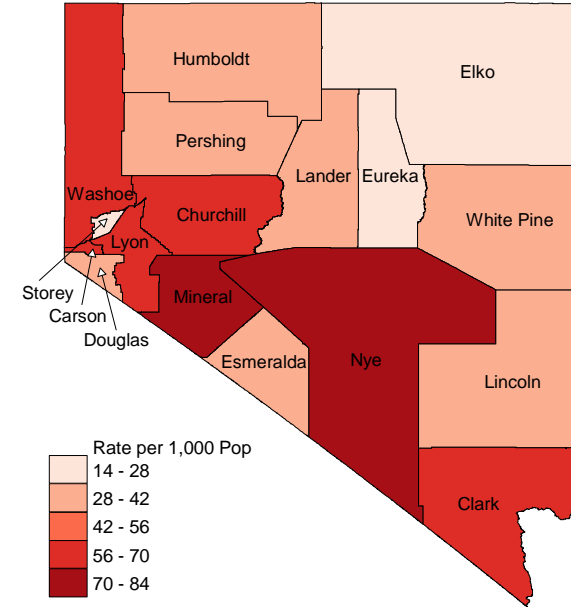 Humboldt
Elko
Pershing
Lander
Eureka
Washoe
Churchill
White Pine
Lyon
Storey
Carson
Mineral
Douglas
Esmeralda
Nye
Lincoln
Rate per 1,000 Pop
14 - 28
28 - 42
42 - 56
56 - 70
70 - 84
Clark